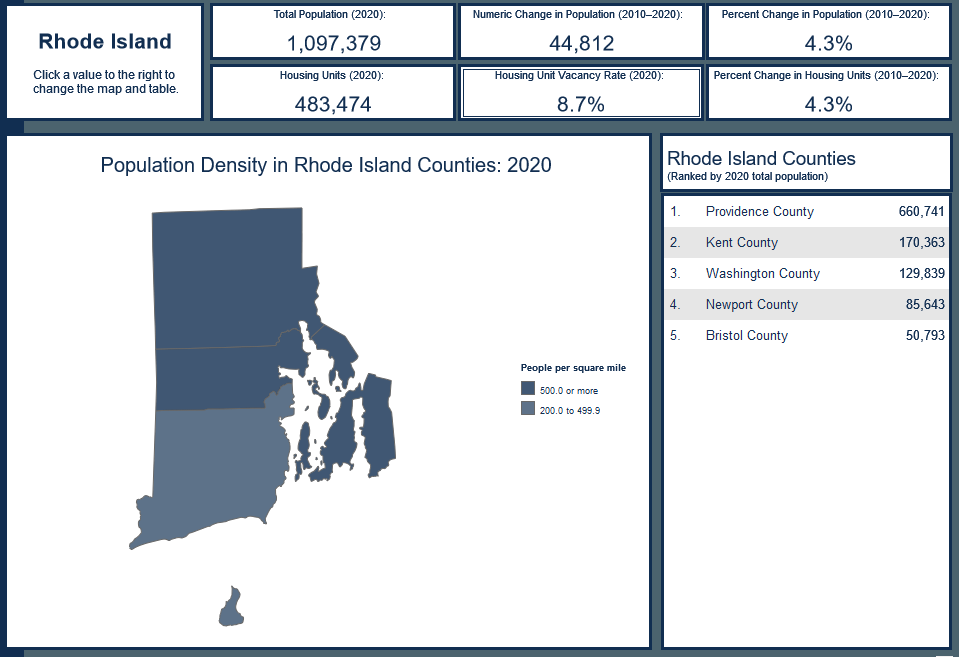 Rhode Island
Click a value to the right to
change the map and table.
Total Population (2020):
1,097,379
Numeric Change in Population (2010–2020):
44,812
Percent Change in Population (2010–2020):
4.3%
Housing Units (2020):
483,474
Housing Unit Vacancy Rate (2020):
8.7%
Percent Change in Housing Units (2010–2020):
4.3%
Population Density in Rhode Island Counties: 2020
People per square mile
500.0 or more
200.0 to 499.9
Rhode Island Counties
(Ranked by 2020 total population)
1. Providence County 660,741
2. Kent County 170,363
3. Washington County 129,839
4. Newport County 85,643
5. Bristol County 50,793